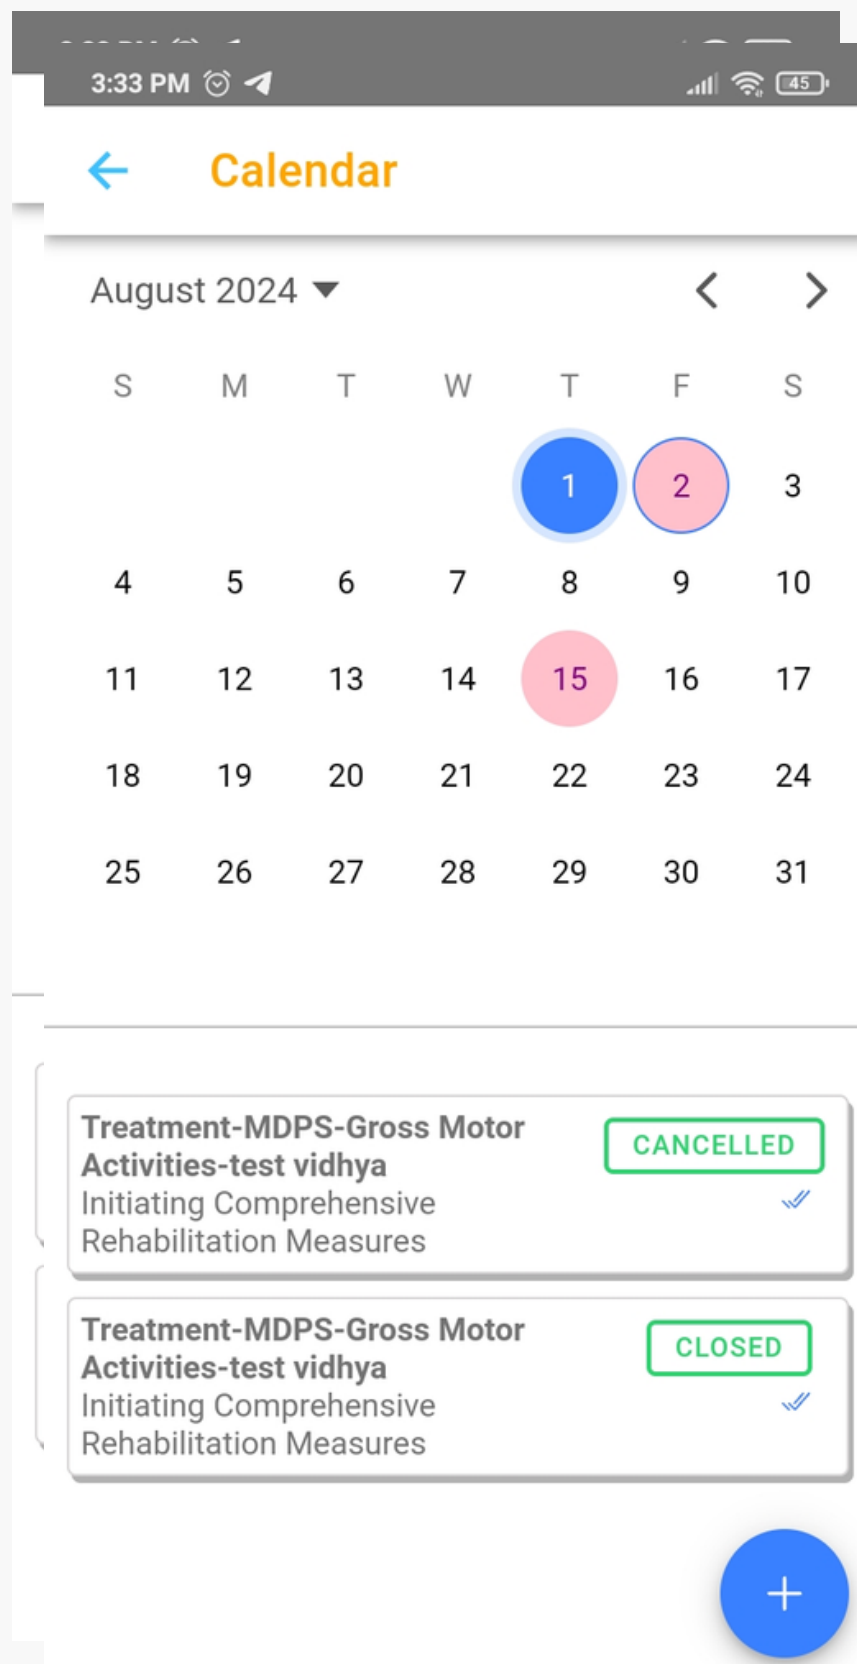 3:33 PM 45
Calendar
August 2024
S M T W T F S
1 2 3
4 5 6 7 8 9 10
11 12 13 14 15 16 17
18 19 20 21 22 23 24
25 26 27 28 29 30 31
Treatment-MDPS-Gross Motor
Activities-test vidhya
CANCELLED
Initiating Comprehensive
Rehabilitation Measures
Treatment-MDPS-Gross Motor
Activities-test vidhya
CLOSED
Initiating Comprehensive
Rehabilitation Measures